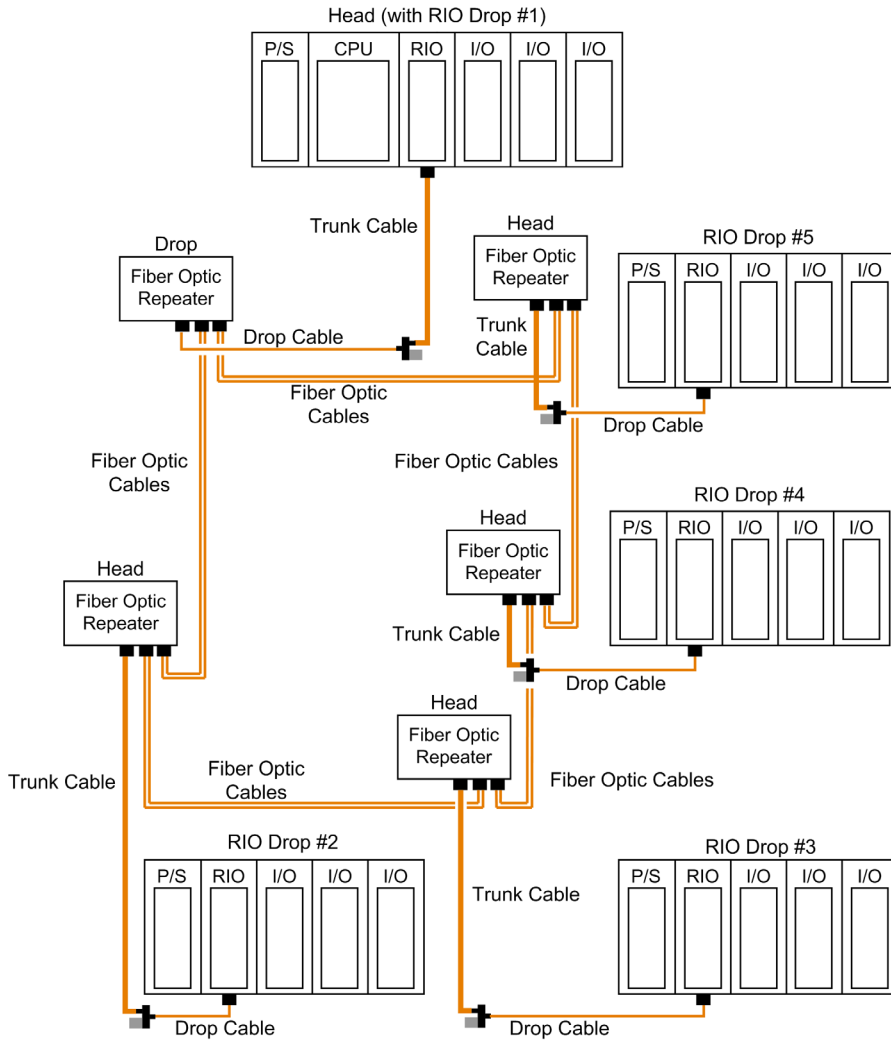 Head (with RIO Drop #1)
P/S CPU RIO I/O I/O I/O
Trunk Cable
Drop
Fiber Optic
Repeater
Head
Fiber Optic
Repeater
RIO Drop #5
P/S RIO I/O I/O I/O
Drop Cable
Trunk
Cable
Fiber Optic
Cables
Drop Cable
Fiber Optic
Cables
Fiber Optic Cables
Head
Fiber Optic
Repeater
RIO Drop #4
P/S RIO I/O I/O I/O
Head
Fiber Optic
Repeater
Trunk Cable
Drop Cable
Head
Fiber Optic
Repeater
Trunk Cable
Fiber Optic
Cables
Fiber Optic Cables
RIO Drop #2
P/S RIO I/O I/O I/O
Trunk Cable
RIO Drop #3
P/S RIO I/O I/O I/O
Drop Cable
Drop Cable